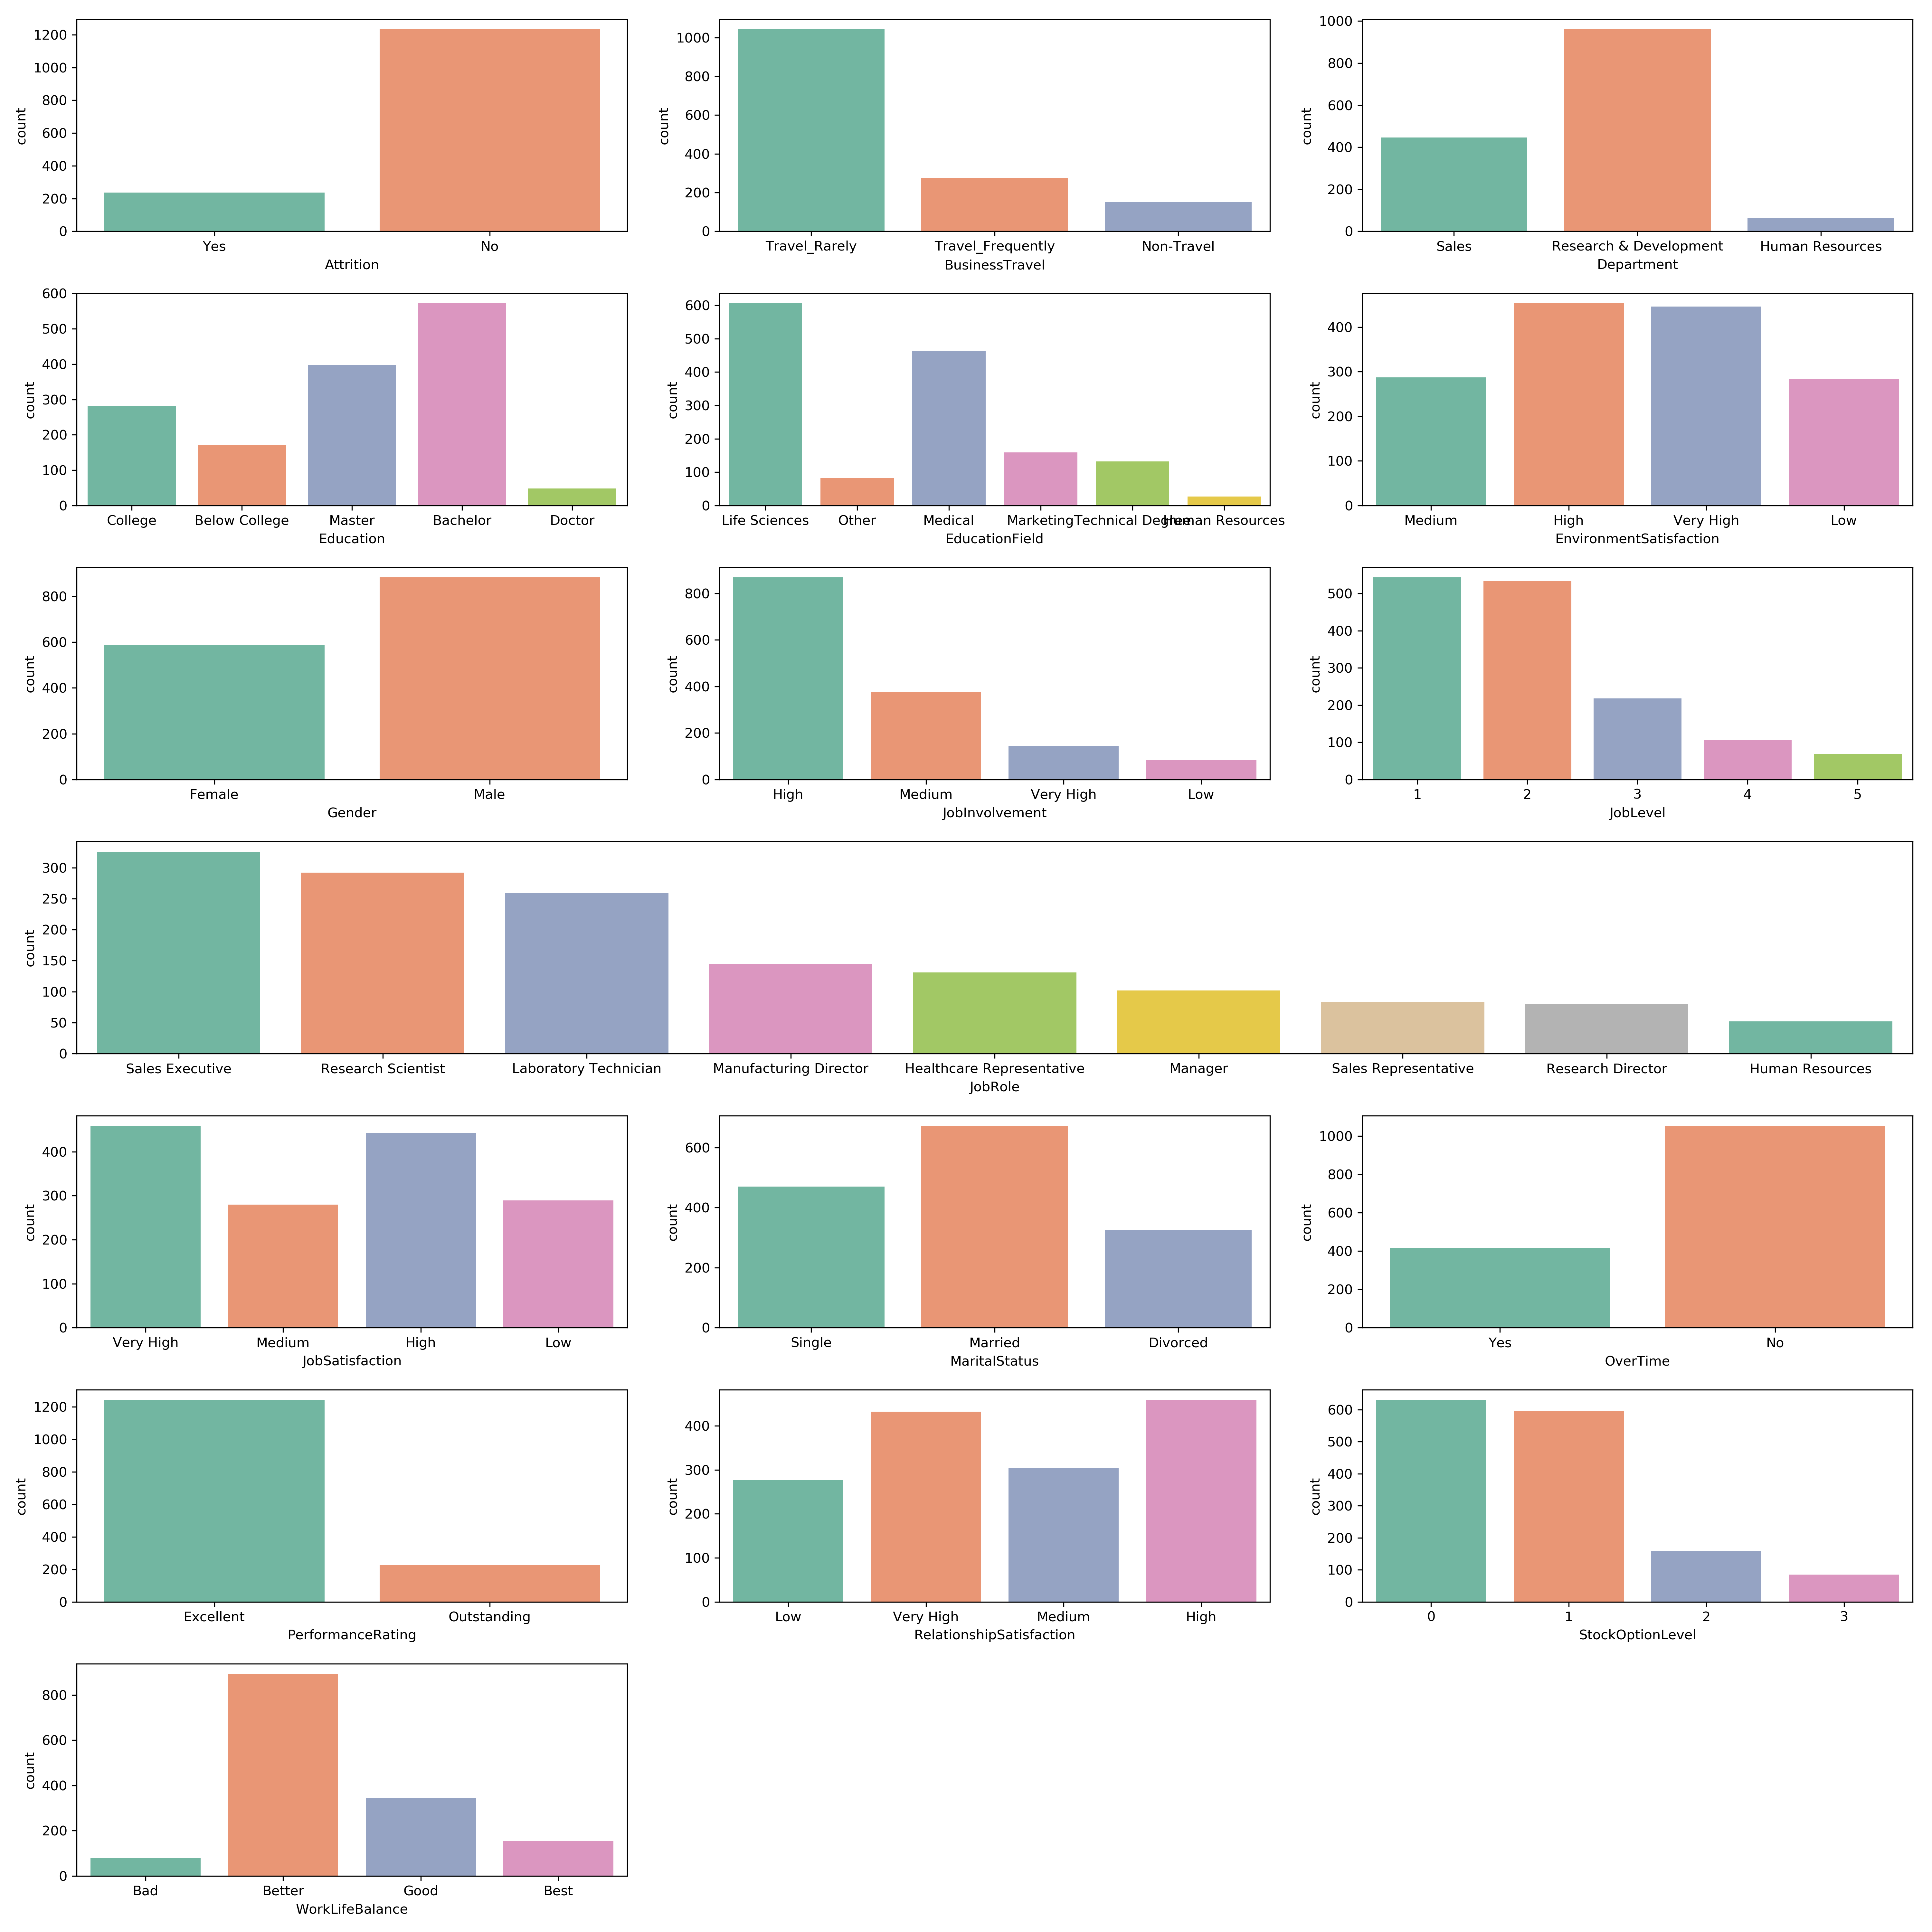 1200
1000
800
600
400
200
0
count
Yes No
Attrition
1000
800
600
400
200
0
count
Travel_Rarely Travel_Frequently Non-Travel
BusinessTravel
1000
800
600
400
200
0
count
Sales Research & Development Human Resources
Department
600
500
400
300
200
100
0
count
College Below College Master Bachelor Doctor
Education
600
500
400
300
200
100
0
count
Life Sciences Other Medical Marketing Technical Degree Human Resources
EducationField
400
300
200
100
0
count
Medium High Very High Low
EnvironmentSatisfaction
800
600
400
200
0
count
Female Male
Gender
800
600
400
200
0
count
High Medium Very High Low
JobInvolvement
500
400
300
200
100
0
count
1 2 3 4 5
JobLevel
300
250
200
150
100
50
0
count
Sales Executive Research Scientist Laboratory Technician Manufacturing Director Healthcare Representative Manager Sales Representative Research Director Human Resources
JobRole
400
300
200
100
0
count
Very High Medium High Low
JobSatisfaction
600
400
200
0
count
Single Married Divorced
MaritalStatus
1000
800
600
400
200
0
count
Yes No
OverTime
1200
1000
800
600
400
200
0
count
Excellent Outstanding
PerformanceRating
400
300
200
100
0
count
Low Very High Medium High
RelationshipSatisfaction
600
500
400
300
200
100
0
count
0 1 2 3
StockOptionLevel
800
600
400
200
0
count
Bad Better Good Best
WorkLifeBalance